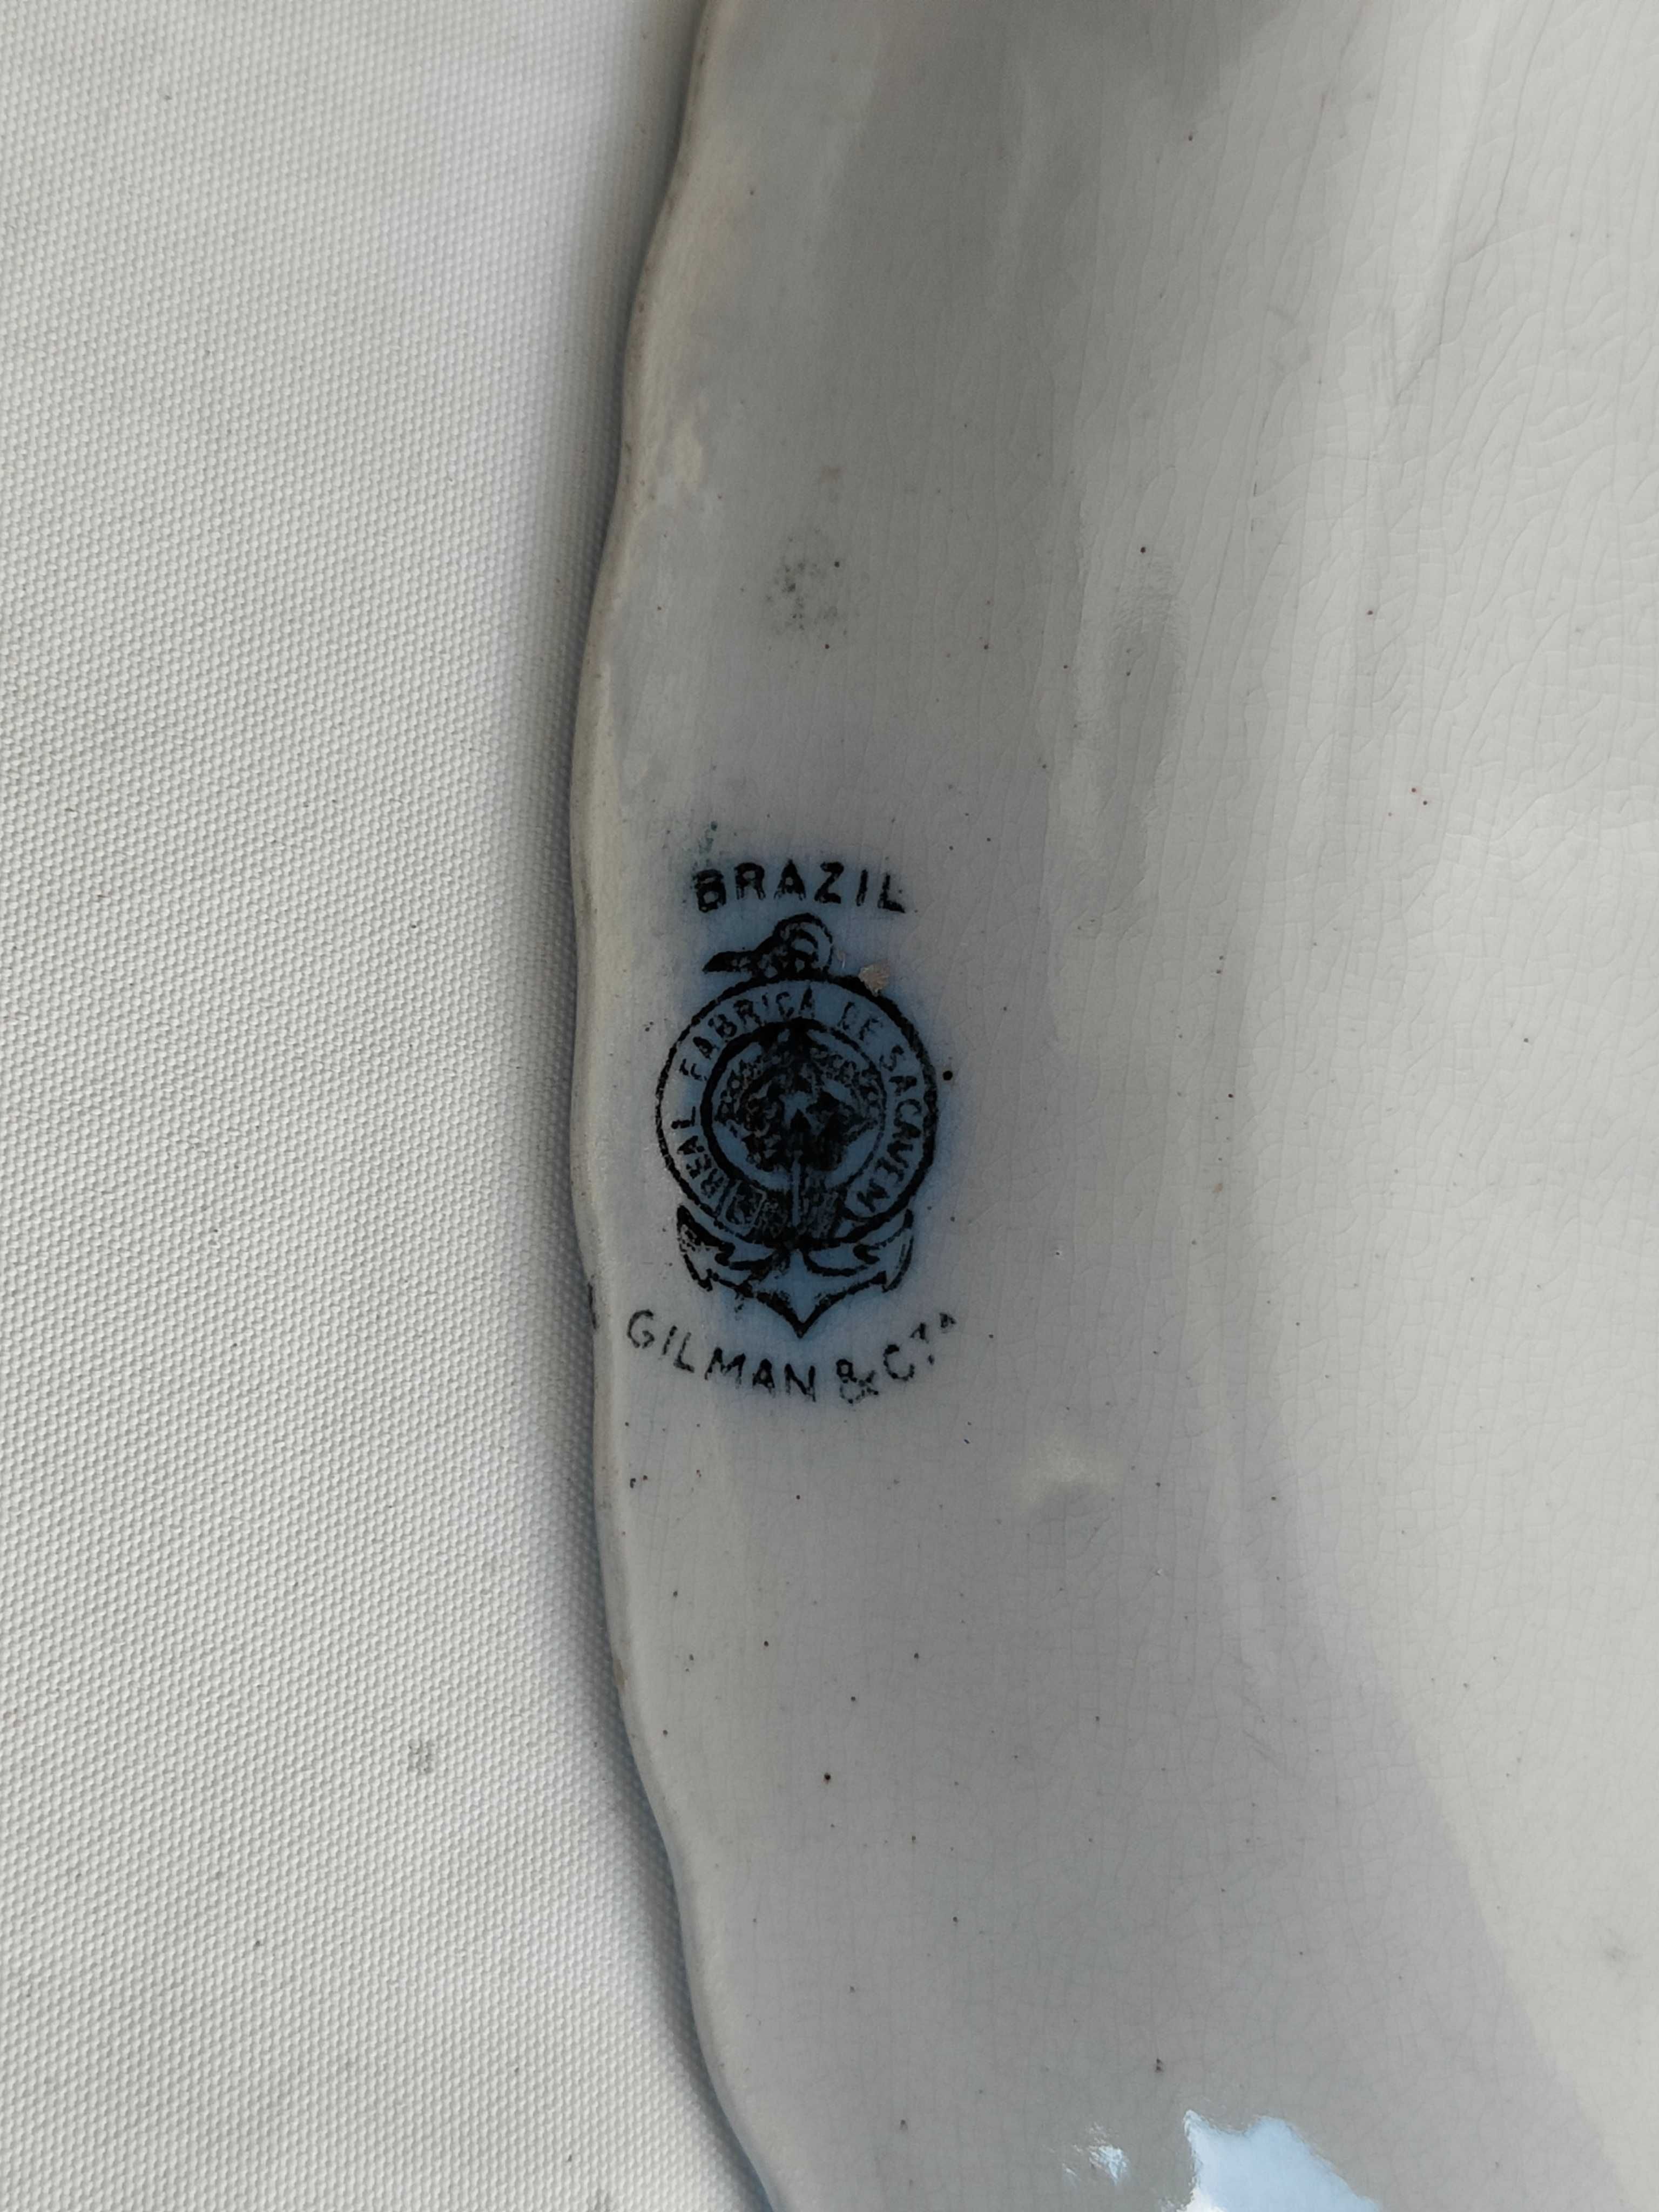 BRAZIL
REAL FABRICA DE SACAVEM
GILMAN & CTA